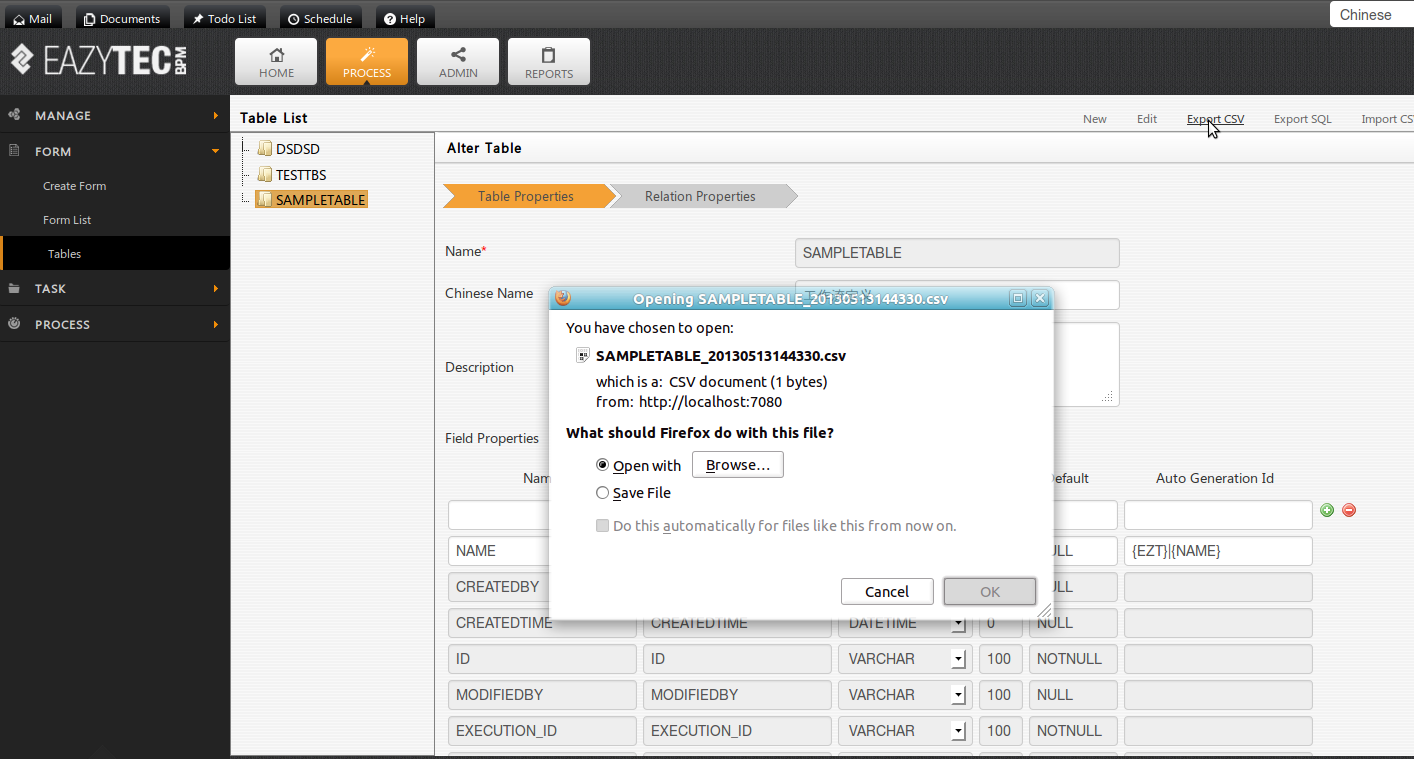 Mail Documents Todo List Schedule Help Chinese
EAZYTEC BPM HOME PROCESS ADMIN REPORTS
MANAGE
FORM
Create Form
Form List
Tables
TASK
PROCESS
Table List New Edit Export CSV Export SQL Import CS
DSDSD
TESTTBS
SAMPLETABLE
Alter Table
Table Properties Relation Properties
Name* SAMPLETABLE
Chinese Name
Description
Field Properties
Opening SAMPLETABLE_20130513144330.csv
You have chosen to open:
SAMPLETABLE_20130513144330.csv
which is a: CSV document (1 bytes)
from: http://localhost:7080
What should Firefox do with this file?
Open with Browse...
Save File
Do this automatically for files like this from now on.
Cancel OK
Nam efault Auto Generation Id
NAME ULL {EZT}|{NAME}
CREATEDBY ULL
CREATEDTIME CREATEDTIME DATETIME 0 NULL
ID ID VARCHAR 100 NOTNULL
MODIFIEDBY MODIFIEDBY VARCHAR 100 NULL
EXECUTION_ID EXECUTION_ID VARCHAR 100 NOTNULL